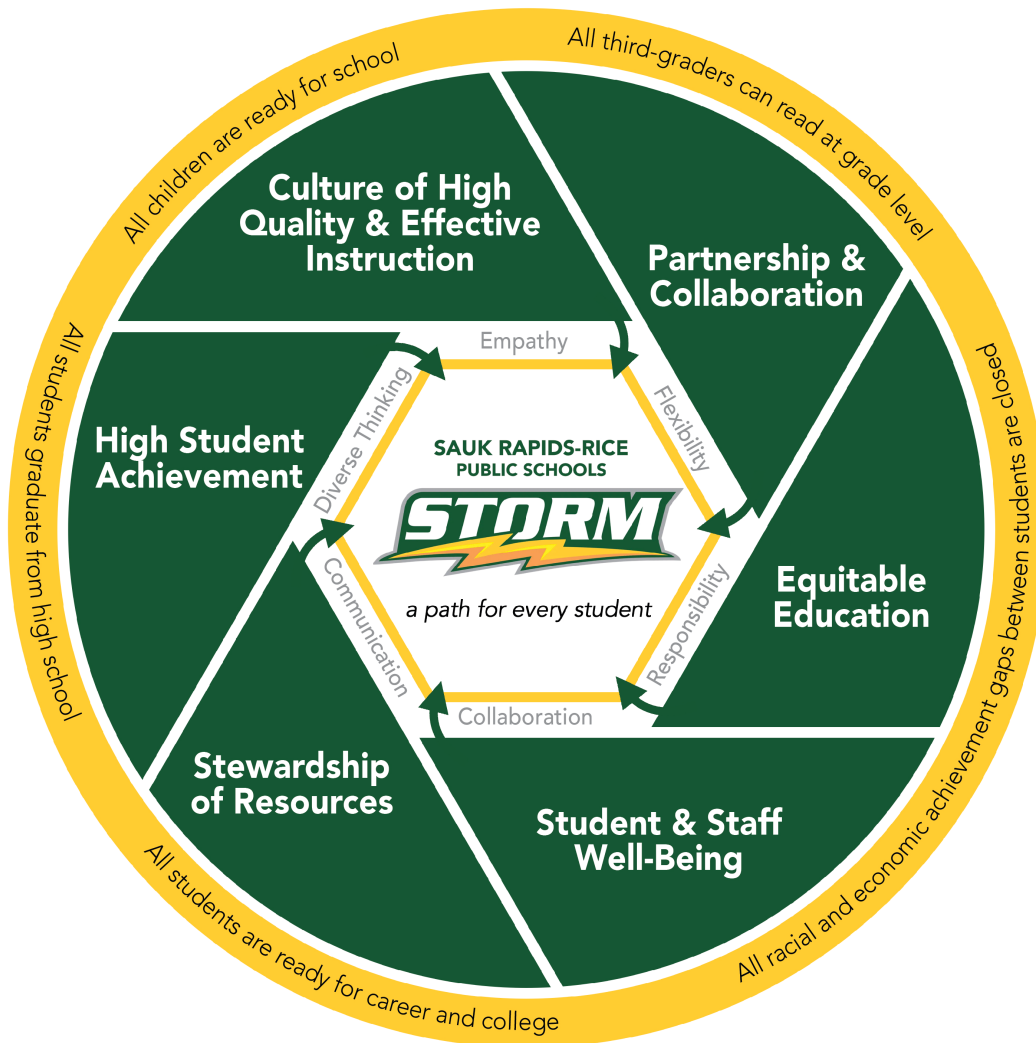 All children are ready for school
All third-graders can read at grade level
All racial and economic achievement gaps between students are closed
All students are ready for career and college
All students graduate from high school
Culture of High
Quality & Effective
Instruction
Partnership &
Collaboration
Equitable
Education
Student & Staff
Well-Being
Stewardship
of Resources
High Student
Achievement
Empathy
Flexibility
Responsibility
Collaboration
Communication
Diverse Thinking
SAUK RAPIDS-RICE
PUBLIC SCHOOLS
STORM
a path for every student